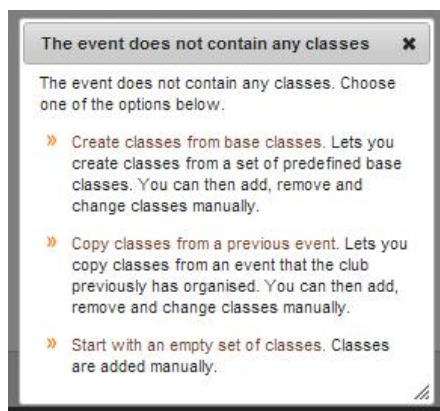 The event does not contain any classes
The event does not contain any classes. Choose
one of the options below.
Create classes from base classes. Lets you
create classes from a set of predefined base
classes. You can then add, remove and
change classes manually.
Copy classes from a previous event. Lets you
copy classes from an event that the club
previously has organised. You can then add,
remove and change classes manually.
Start with an empty set of classes. Classes
are added manually.